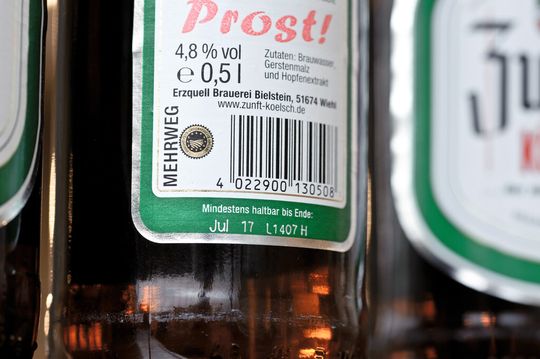 Prost!
4,8 % vol
℮ 0,5 l
Zutaten: Brauwasser,
Gerstenmalz
und Hopfenextrakt
Erzquell Brauerei Bielstein, 51674 Wiehl
www.zunft-koelsch.de
MEHRWEG
4 022900 130508
Mindestens haltbar bis Ende:
Jul 17 L1407 H
Zu